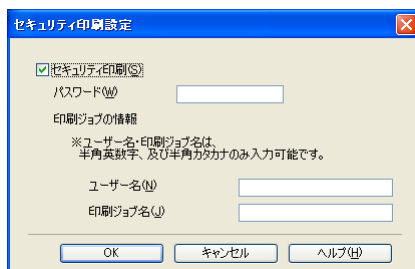 セキュリティ印刷設定
セキュリティ印刷(S)
パスワード(W)
印刷ジョブの情報
※ユーザー名・印刷ジョブ名は、
半角英数字、及び半角カタカナのみ入力可能です。
ユーザー名(N)
印刷ジョブ名(J)
OK キャンセル ヘルプ(H)